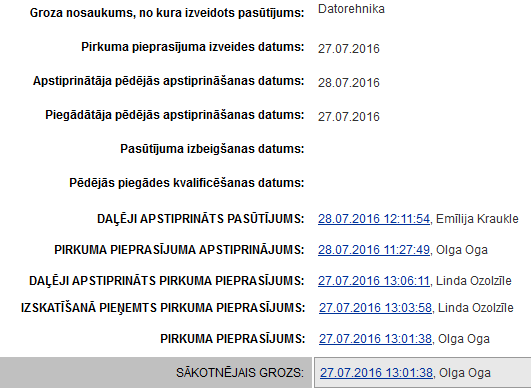 Groza nosaukums, no kura izveidots pasūtījums: Datorehnika
Pirkuma pieprasījuma izveides datums: 27.07.2016
Apstiprinātāja pēdējās apstiprināšanas datums: 28.07.2016
Piegādātāja pēdējās apstiprināšanas datums: 27.07.2016
Pasūtījuma izbeigšanas datums:
Pēdējās piegādes kvalificēšanas datums:
DAĻĒJI APSTIPRINĀTS PASŪTĪJUMS: 28.07.2016 12:11:54, Emīlija Kraukle
PIRKUMA PIEPRASĪJUMA APSTIPRINĀJUMS: 28.07.2016 11:27:49, Olga Oga
DAĻĒJI APSTIPRINĀTS PIRKUMA PIEPRASĪJUMS: 27.07.2016 13:06:11, Linda Ozolzīle
IZSKATĪŠANĀ PIEŅEMTS PIRKUMA PIEPRASĪJUMS: 27.07.2016 13:03:58, Linda Ozolzīle
PIRKUMA PIEPRASĪJUMS: 27.07.2016 13:01:38, Olga Oga
SĀKOTNĒJAIS GROZS: 27.07.2016 13:01:38, Olga Oga